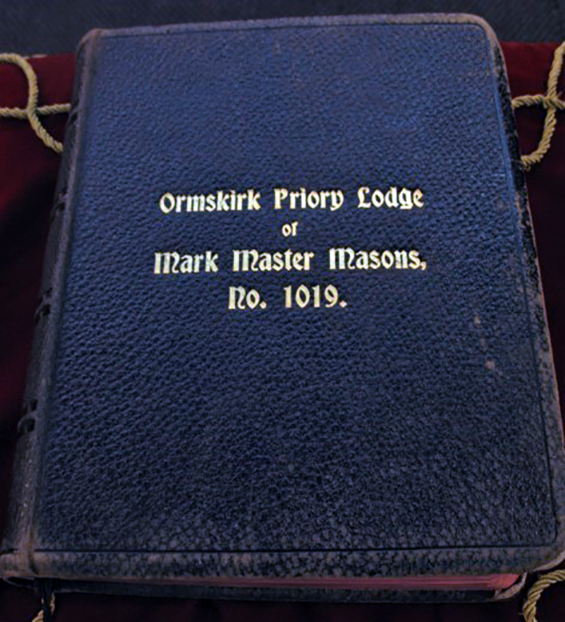 Ormskirk Priory Lodge
of
Mark Master Masons,
No. 1019.